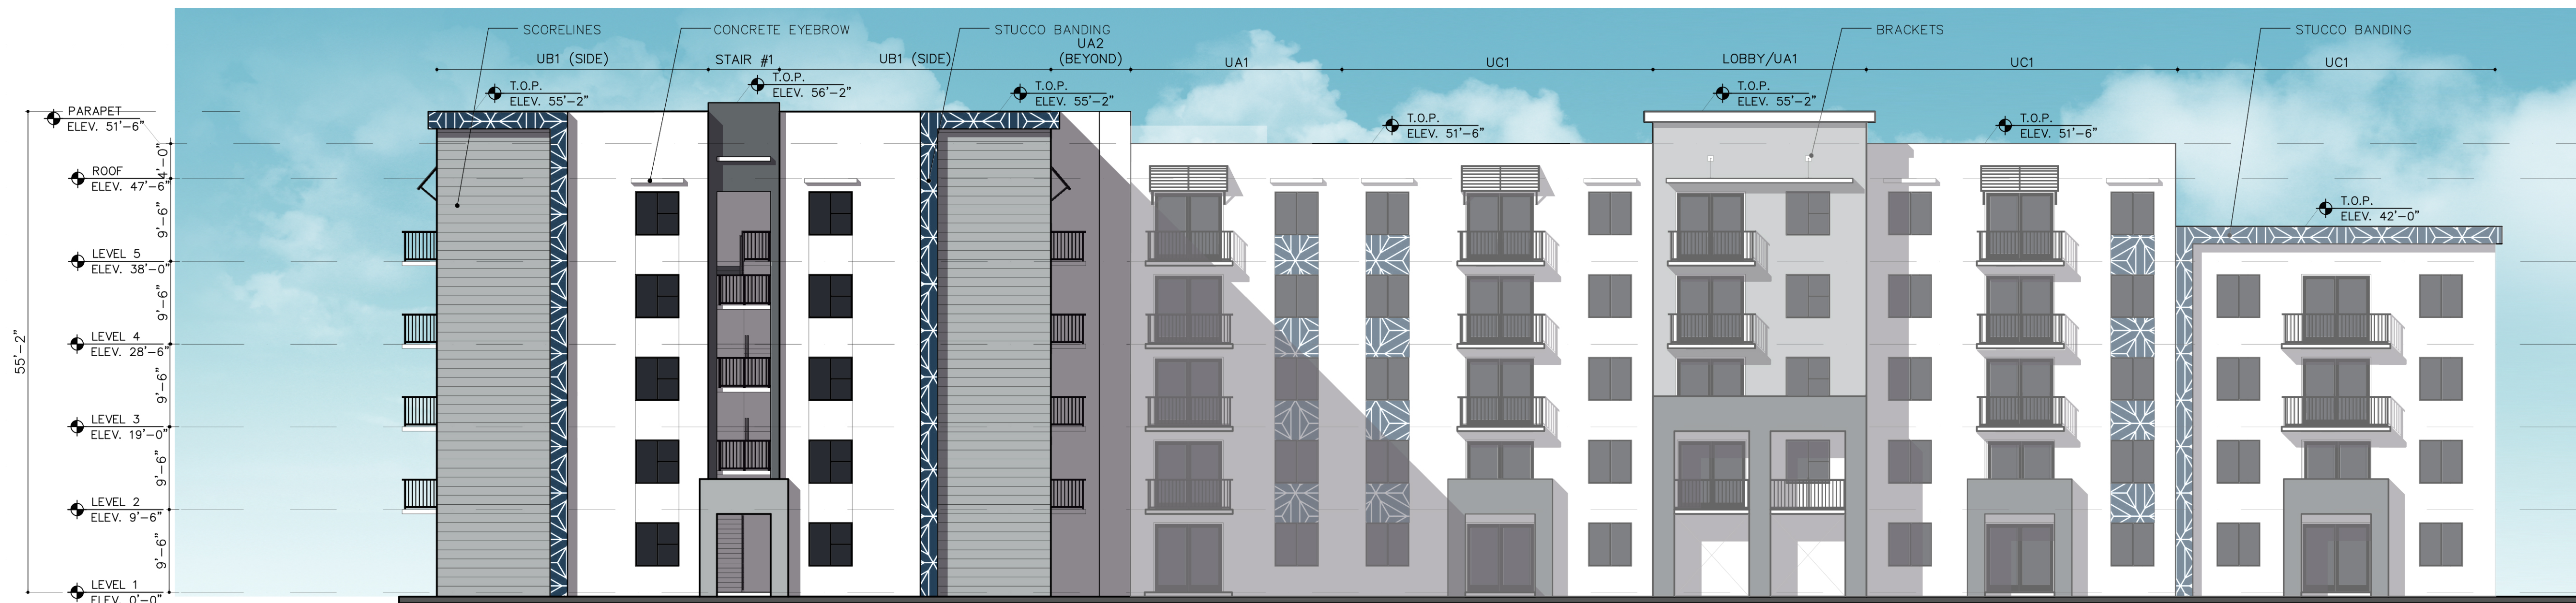 SCORELINES
CONCRETE EYEBROW
STUCCO BANDING
BRACKETS
STUCCO BANDING
UB1 (SIDE)
STAIR #1
UB1 (SIDE)
UA2
(BEYOND)
UA1
UC1
LOBBY/UA1
UC1
UC1
T.O.P.
ELEV. 55'-2"
T.O.P.
ELEV. 56'-2"
T.O.P.
ELEV. 55'-2"
T.O.P.
ELEV. 51'-6"
T.O.P.
ELEV. 55'-2"
T.O.P.
ELEV. 51'-6"
T.O.P.
ELEV. 42'-0"
PARAPET
ELEV. 51'-6"
4'-0"
ROOF
ELEV. 47'-6"
9'-6"
LEVEL 5
ELEV. 38'-0"
9'-6"
LEVEL 4
ELEV. 28'-6"
9'-6"
LEVEL 3
ELEV. 19'-0"
9'-6"
LEVEL 2
ELEV. 9'-6"
9'-6"
LEVEL 1
ELEV. 0'-0"
55'-2"